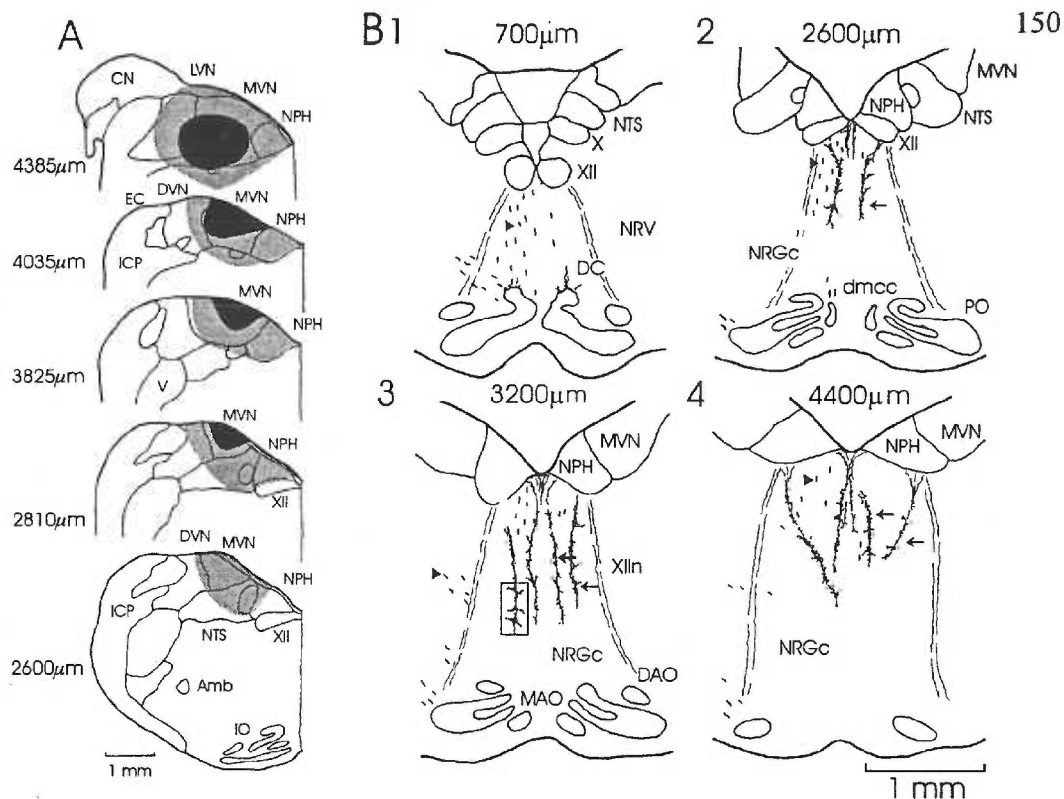 150
A
CN
LVN
MVN
NPH
4385µm
EC
DVN
MVN
NPH
ICP
4035µm
MVN
NPH
3825µm
V
MVN
NPH
2810µm
XII
DVN
MVN
NPH
ICP
NTS
XII
2600µm
Amb
IO
1 mm
B1
700µm
NTS
X
XII
NRV
DC
2
2600µm
MVN
NPH
NTS
XII
NRGc
dmcc
PO
3
3200µm
MVN
NPH
XIIn
NRGc
DAO
MAO
4
4400µm
MVN
NPH
NRGc
1 mm